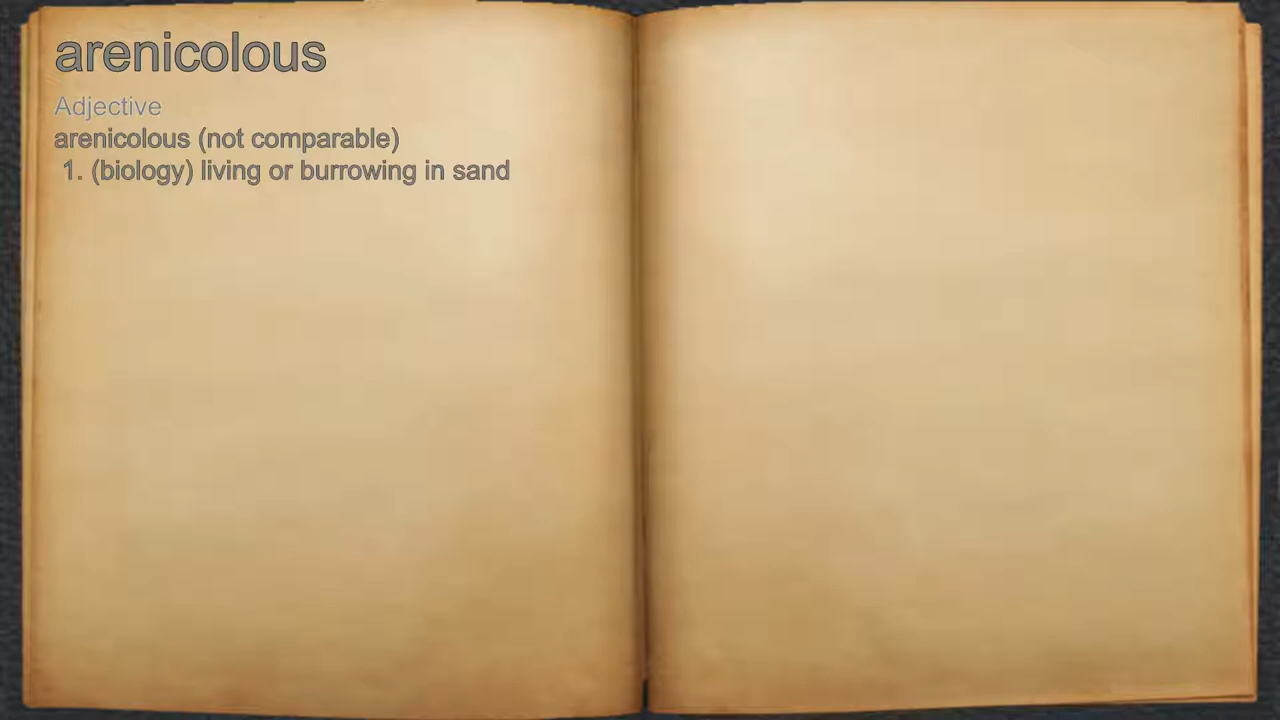 arenicolous
Adjective
arenicolous (not comparable)
1. (biology) living or burrowing in sand